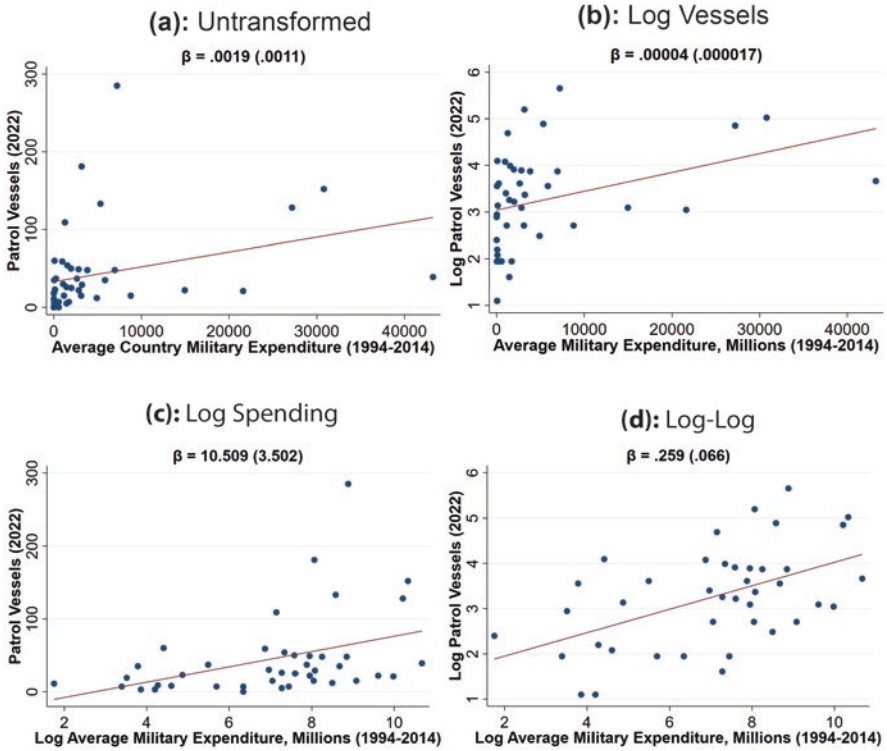 (a): Untransformed
β = .0019 (.0011)
Patrol Vessels (2022)
300
200
100
0
0
10000
20000
30000
40000
Average Country Military Expenditure (1994-2014)
(b): Log Vessels
β = .00004 (.000017)
Log Patrol Vessels (2022)
6
5
4
3
2
1
0
10000
20000
30000
40000
Average Military Expenditure, Millions (1994-2014)
(c): Log Spending
β = 10.509 (3.502)
Patrol Vessels (2022)
300
200
100
0
2
4
6
8
10
Log Average Military Expenditure, Millions (1994-2014)
(d): Log-Log
β = .259 (.066)
Log Patrol Vessels (2022)
6
5
4
3
2
1
2
4
6
8
10
Log Average Military Expenditure, Millions (1994-2014)